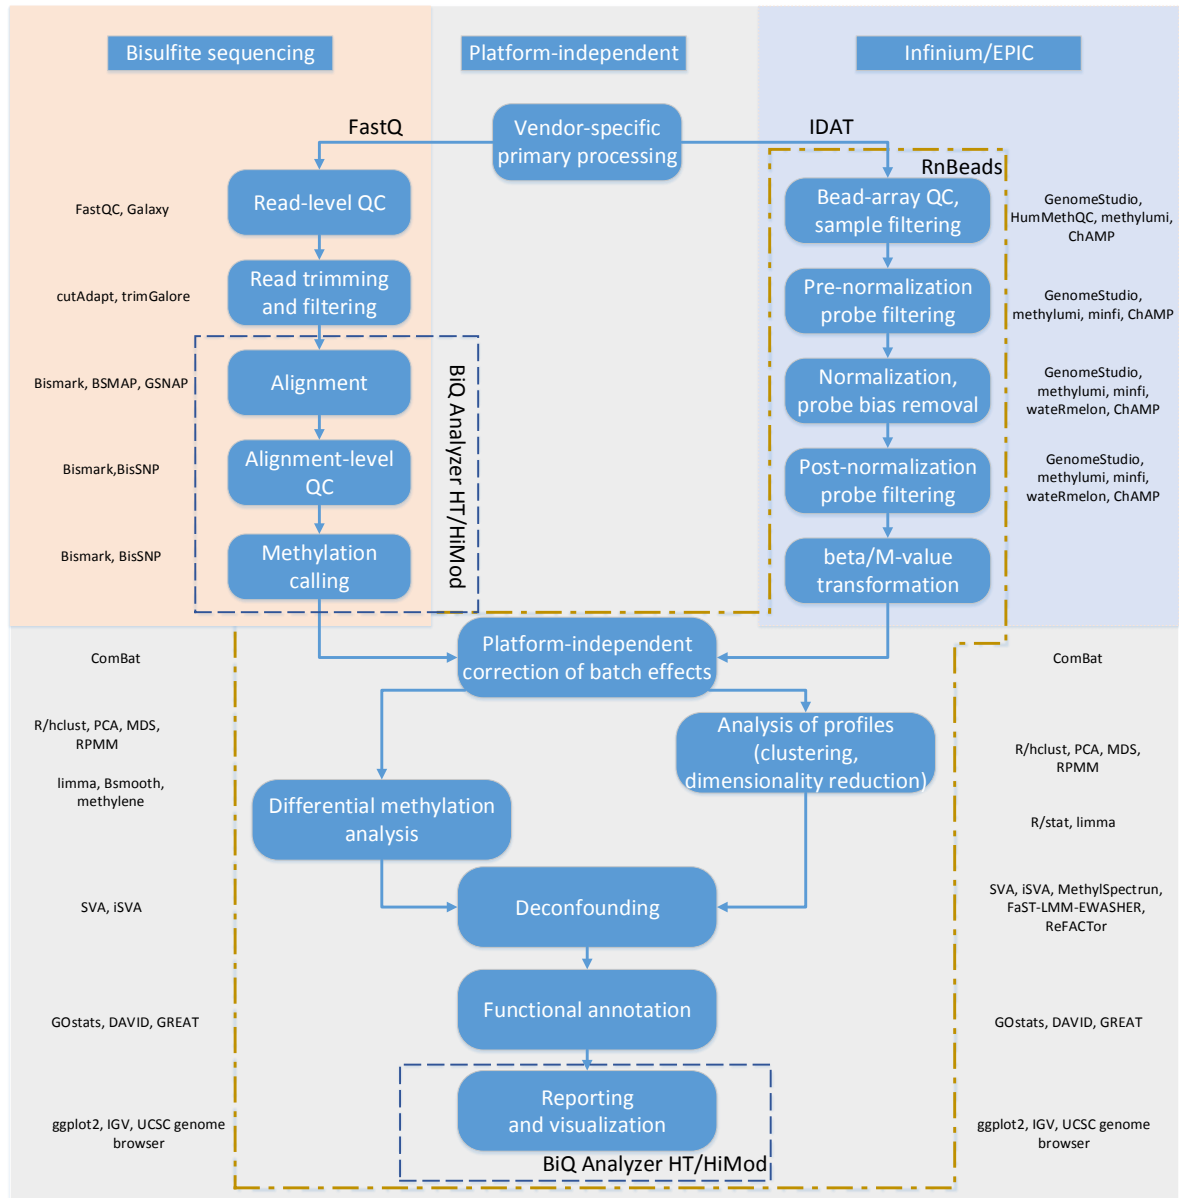 Bisulfite sequencing
Platform-independent
Infinium/EPIC
FastQ
Vendor-specific
primary processing
IDAT
RnBeads
Read-level QC
FastQC, Galaxy
Bead-array QC,
sample filtering
GenomeStudio,
HumMethQC, methylumi,
ChAMP
Read trimming
and filtering
cutAdapt, trimGalore
Pre-normalization
probe filtering
GenomeStudio,
methylumi, minfi, ChAMP
Alignment
Bismark, BSMAP, GSNAP
BiQ Analyzer HT/HiMod
Normalization,
probe bias removal
GenomeStudio,
methylumi, minfi,
wateRmelon, ChAMP
Alignment-level
QC
Bismark,BisSNP
Post-normalization
probe filtering
GenomeStudio,
methylumi, minfi,
wateRmelon, ChAMP
Methylation
calling
Bismark, BisSNP
beta/M-value
transformation
ComBat
Platform-independent
correction of batch effects
ComBat
R/hclust, PCA, MDS,
RPMM
Analysis of profiles
(clustering,
dimensionality reduction)
R/hclust, PCA, MDS,
RPMM
limma, Bsmooth,
methylene
Differential methylation
analysis
R/stat, limma
SVA, iSVA
Deconfounding
SVA, iSVA, MethylSpectrun,
FaST-LMM-EWASHER,
ReFACTor
GOstats, DAVID, GREAT
Functional annotation
GOstats, DAVID, GREAT
Reporting
and visualization
ggplot2, IGV, UCSC genome
browser
ggplot2, IGV, UCSC genome
browser
BiQ Analyzer HT/HiMod